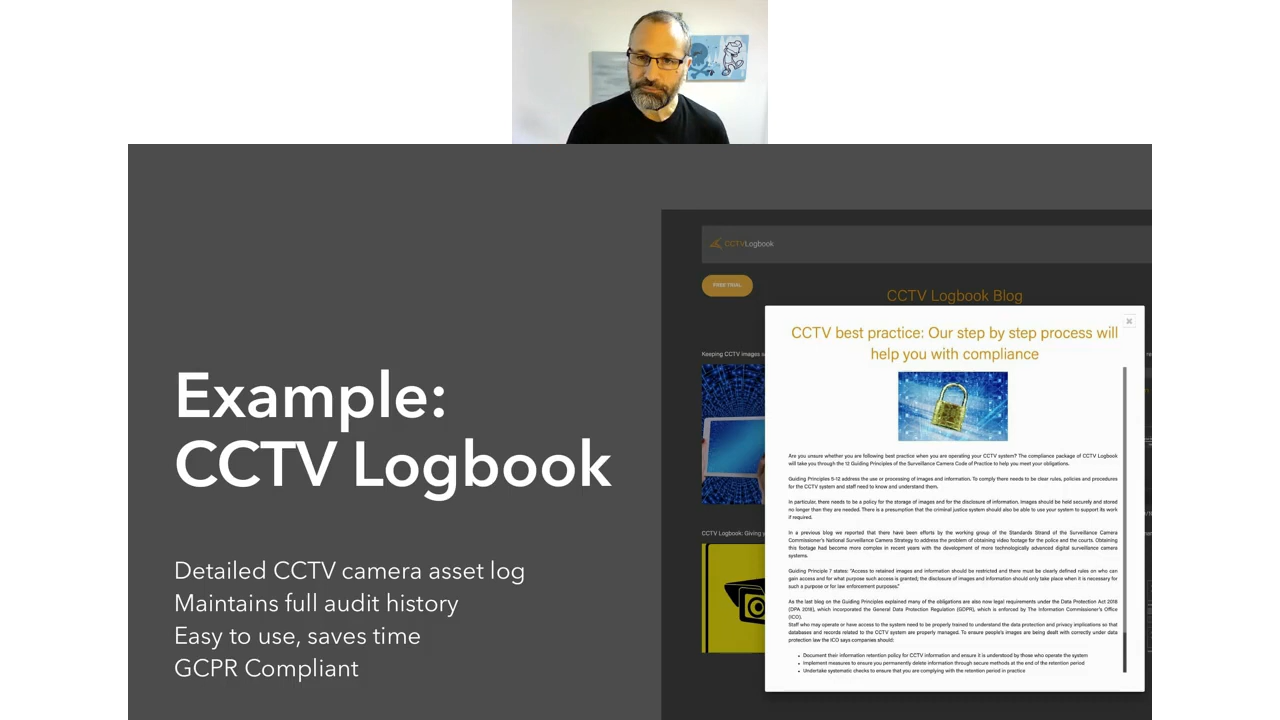 Example:
CCTV Logbook
Detailed CCTV camera asset log
Maintains full audit history
Easy to use, saves time
GCPR Compliant
CCTVLogbook
FREE TRIAL
CCTV Logbook Blog
Keeping CCTV images
CCTV Logbook: Giving
CCTV best practice: Our step by step process will
help you with compliance
Are you unsure whether you are following best practice when you are operating your CCTV system? The compliance package of CCTV Logbook
will take you through the 12 Guiding Principles of the Surveillance Camera Code of Practice to help you meet your obligations.
Guiding Principles 5-12 address the use or processing of images and information. To comply there needs to be clear rules, policies and procedures
for the CCTV system and staff need to know and understand them.
In particular, there needs to be a policy for the storage of images and for the disclosure of information. Images should be held securely and stored
no longer than they are needed. There is a presumption that the criminal justice system should also be able to use your system to support its work
if required.
In a previous blog we reported that there have been efforts by the working group of the Standards Strand of the Surveillance Camera
Commissioner's National Surveillance Camera Strategy to address the problem of obtaining video footage for the police and the courts. Obtaining
this footage had become more complex in recent years with the development of more technologically advanced digital surveillance camera
systems.
Guiding Principle 7 states: "Access to retained images and information should be restricted and there must be clearly defined rules on who can
gain access and for what purpose such access is granted; the disclosure of images and information should only take place when it is necessary for
such a purpose or for law enforcement purposes."
As the last blog on the Guiding Principles explained many of the obligations are also now legal requirements under the Data Protection Act 2018
(DPA 2018), which incorporated the General Data Protection Regulation (GDPR), which is enforced by The Information Commissioner's Office
(ICO).
Staff who may operate or have access to the system need to be properly trained to understand the data protection and privacy implications so that
databases and records related to the CCTV system are properly managed. To ensure people's images are being dealt with correctly under data
protection law the ICO says companies should:
• Document their information retention policy for CCTV information and ensure it is understood by those who operate the system
• Implement measures to ensure you permanently delete information through secure methods at the end of the retention period
• Undertake systematic checks to ensure that you are complying with the retention period in practice